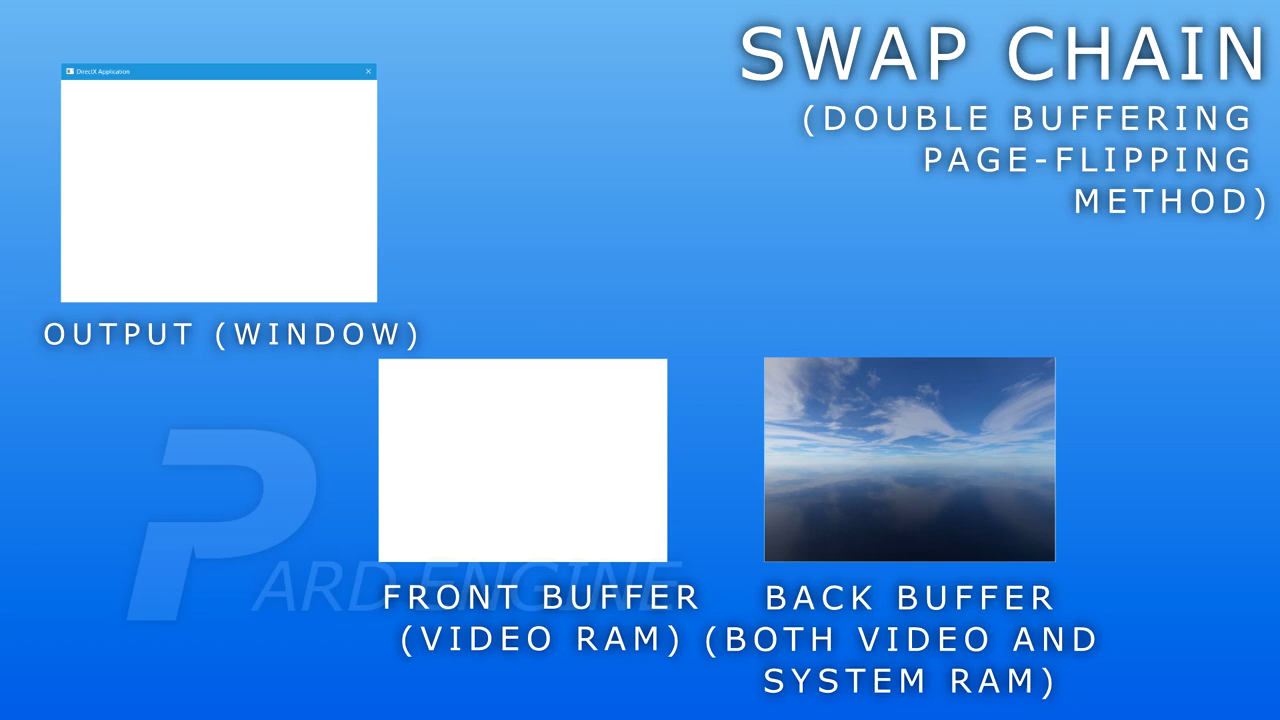 SWAP CHAIN
(DOUBLE BUFFERING
PAGE-FLIPPING
METHOD)
DirectX Application
OUTPUT (WINDOW)
PARD ENGINE
FRONT BUFFER
(VIDEO RAM)
BACK BUFFER
(BOTH VIDEO AND
SYSTEM RAM)